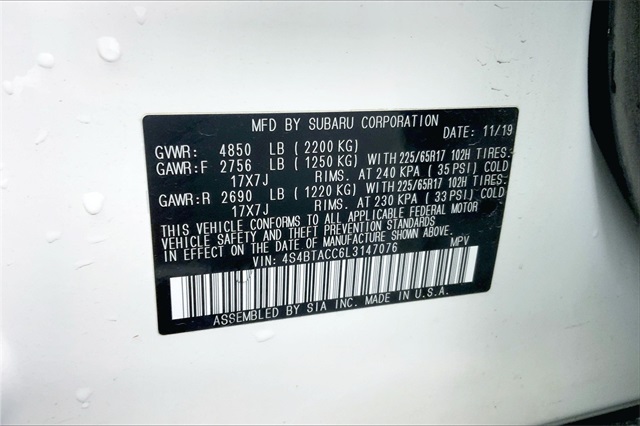 MFD BY SUBARU CORPORATION
DATE: 11/19
GVWR: 4850 LB (2200 KG)
GAWR:F 2756 LB (1250 KG) WITH 225/65R17 102H TIRES:
17X7J RIMS. AT 240 KPA (35 PSI) COLD
GAWR:R 2690 LB (1220 KG) WITH 225/65R17 102H TIRES:
17X7J RIMS. AT 230 KPA (33 PSI) COLD
THIS VEHICLE CONFORMS TO ALL APPLICABLE FEDERAL MOTOR
VEHICLE SAFETY AND THEFT PREVENTION STANDARDS
IN EFFECT ON THE DATE OF MANUFACTURE SHOWN ABOVE.
VIN: 4S4BTACC6L3147076 MPV
ASSEMBLED BY SIA INC. MADE IN U.S.A.